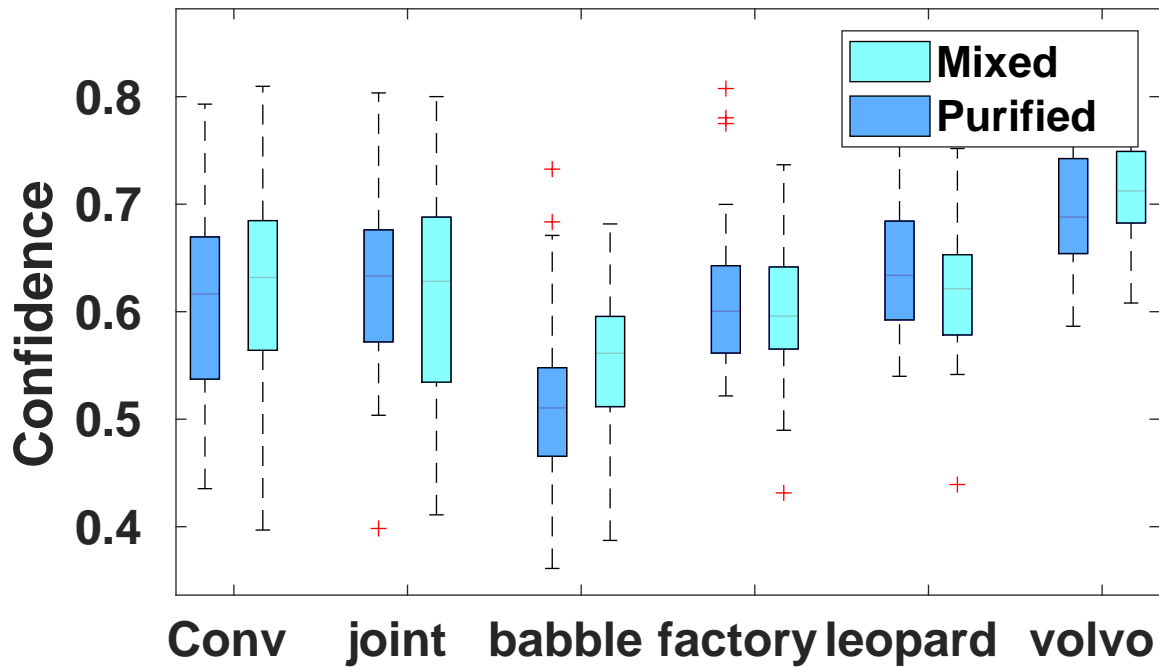 Mixed
Purified
Confidence
0.8
0.7
0.6
0.5
0.4
Conv joint babble factory leopard volvo